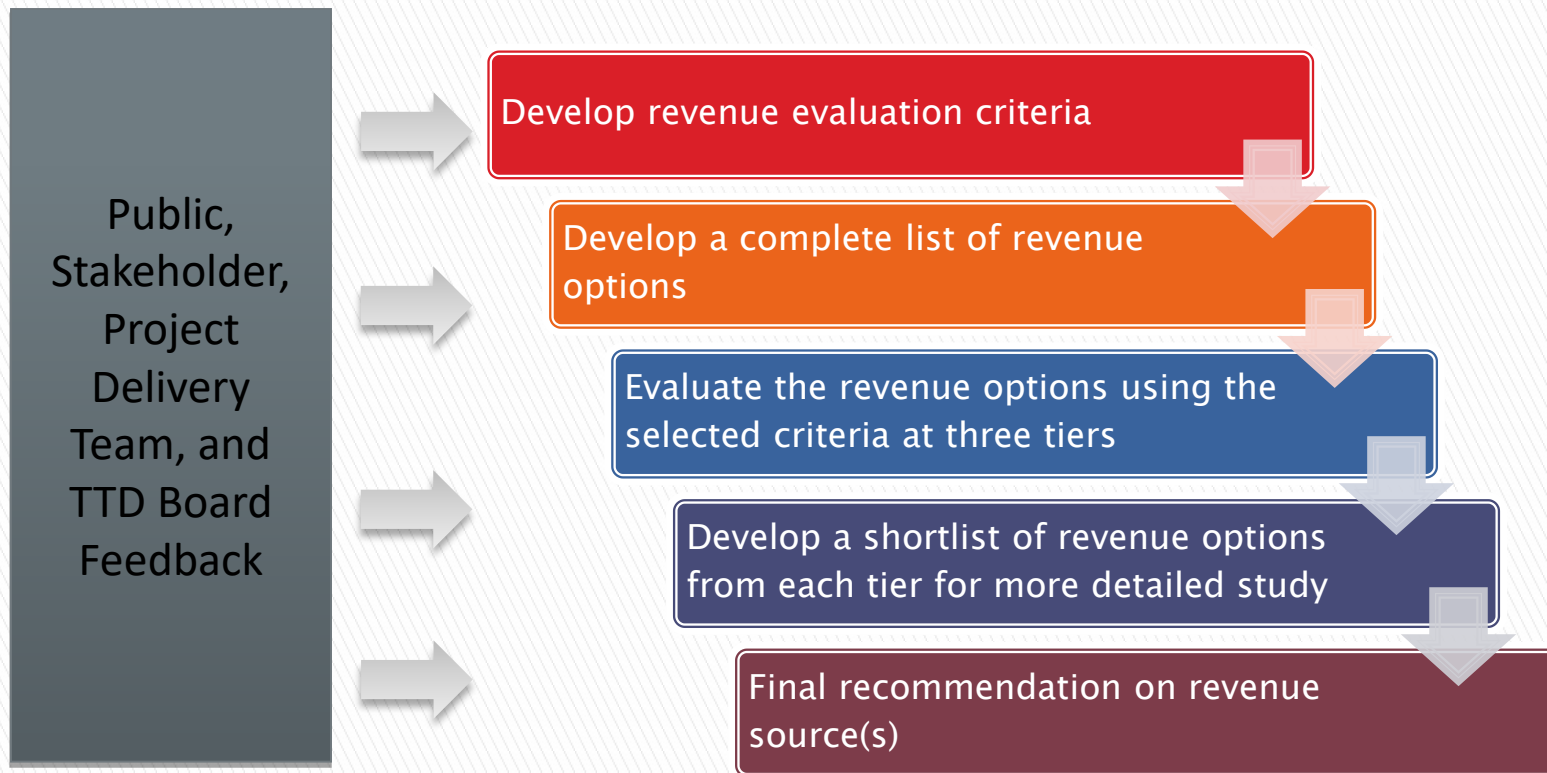 Public,
Stakeholder,
Project
Delivery
Team, and
TTD Board
Feedback
Develop revenue evaluation criteria
Develop a complete list of revenue
options
Evaluate the revenue options using the
selected criteria at three tiers
Develop a shortlist of revenue options
from each tier for more detailed study
Final recommendation on revenue
source(s)